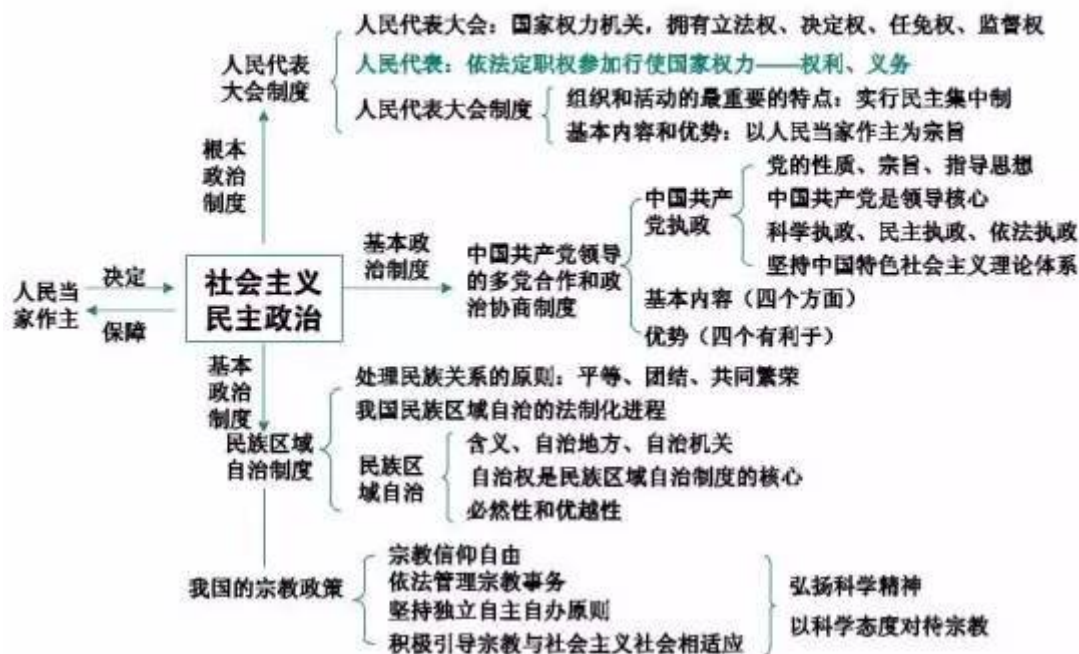 人民代表大会：国家权力机关，拥有立法权、决定权、任免权、监督权
人民代表
大会制度
人民代表：依法定职权参加行使国家权力——权利、义务
人民代表大会制度
组织和活动的最重要的特点：实行民主集中制
基本内容和优势：以人民当家作主为宗旨
根本
政治
制度
党的性质、宗旨、指导思想
中国共产
党执政
中国共产党是领导核心
科学执政、民主执政、依法执政
坚持中国特色社会主义理论体系
基本政
治制度
中国共产党领导
的多党合作和政
治协商制度
基本内容（四个方面）
优势（四个有利于）
人民当
家作主
决定
保障
社会主义
民主政治
基本
政治
制度
处理民族关系的原则：平等、团结、共同繁荣
我国民族区域自治的法制化进程
民族区域
自治制度
民族区
域自治
含义、自治地方、自治机关
自治权是民族区域自治制度的核心
必然性和优越性
我国的宗教政策
宗教信仰自由
依法管理宗教事务
坚持独立自主自办原则
积极引导宗教与社会主义社会相适应
弘扬科学精神
以科学态度对待宗教